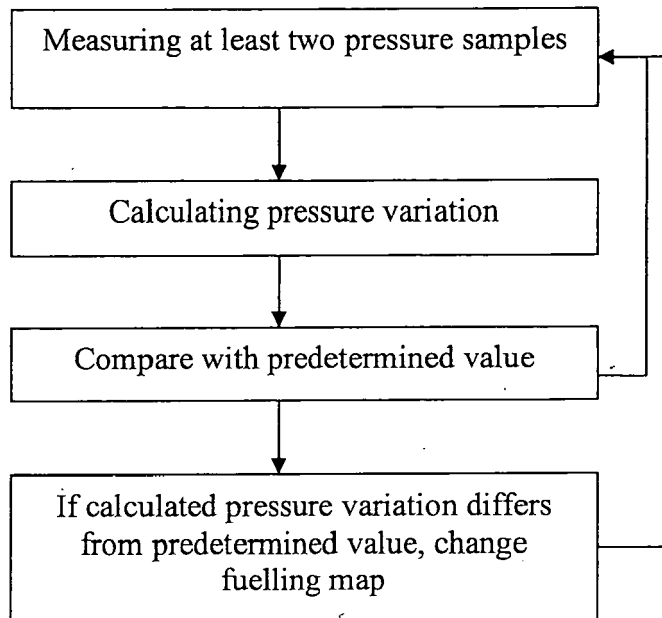 Measuring at least two pressure samples
Calculating pressure variation
Compare with predetermined value
If calculated pressure variation differs
from predetermined value, change
fuelling map